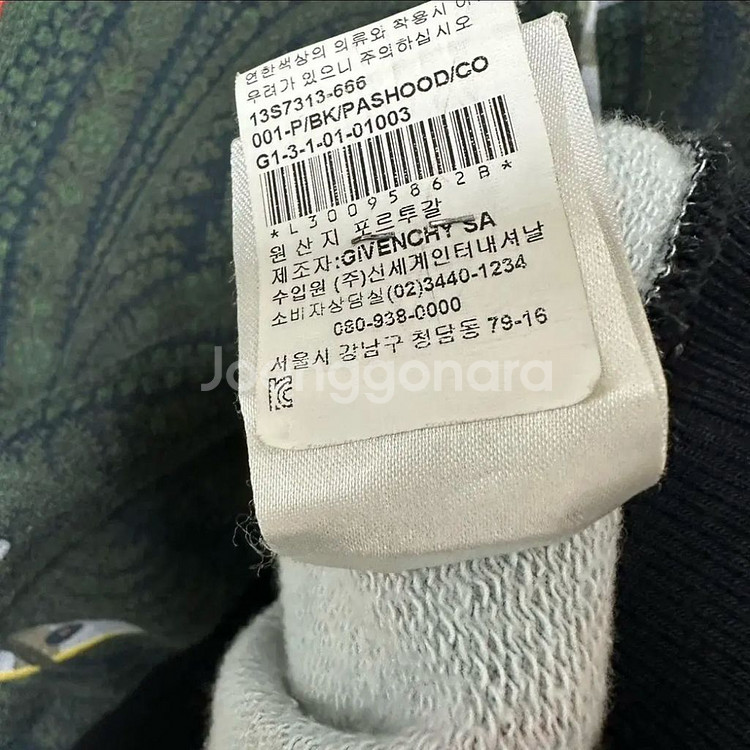 연한색상의 의류와 착용시 이
우려가 있으니 주의하십시오
13S7313-666
001-P/BK/PASHOOD/CO
G1-3-1-01-01003
*L30095862B*
원산지 포르투갈
제조자:GIVENCHY SA
수입원 (주)신세계인터내셔날
소비자상담실(02)3440-1234
080-938-0000
서울시 강남구 청담동 79-16
Joonggonara